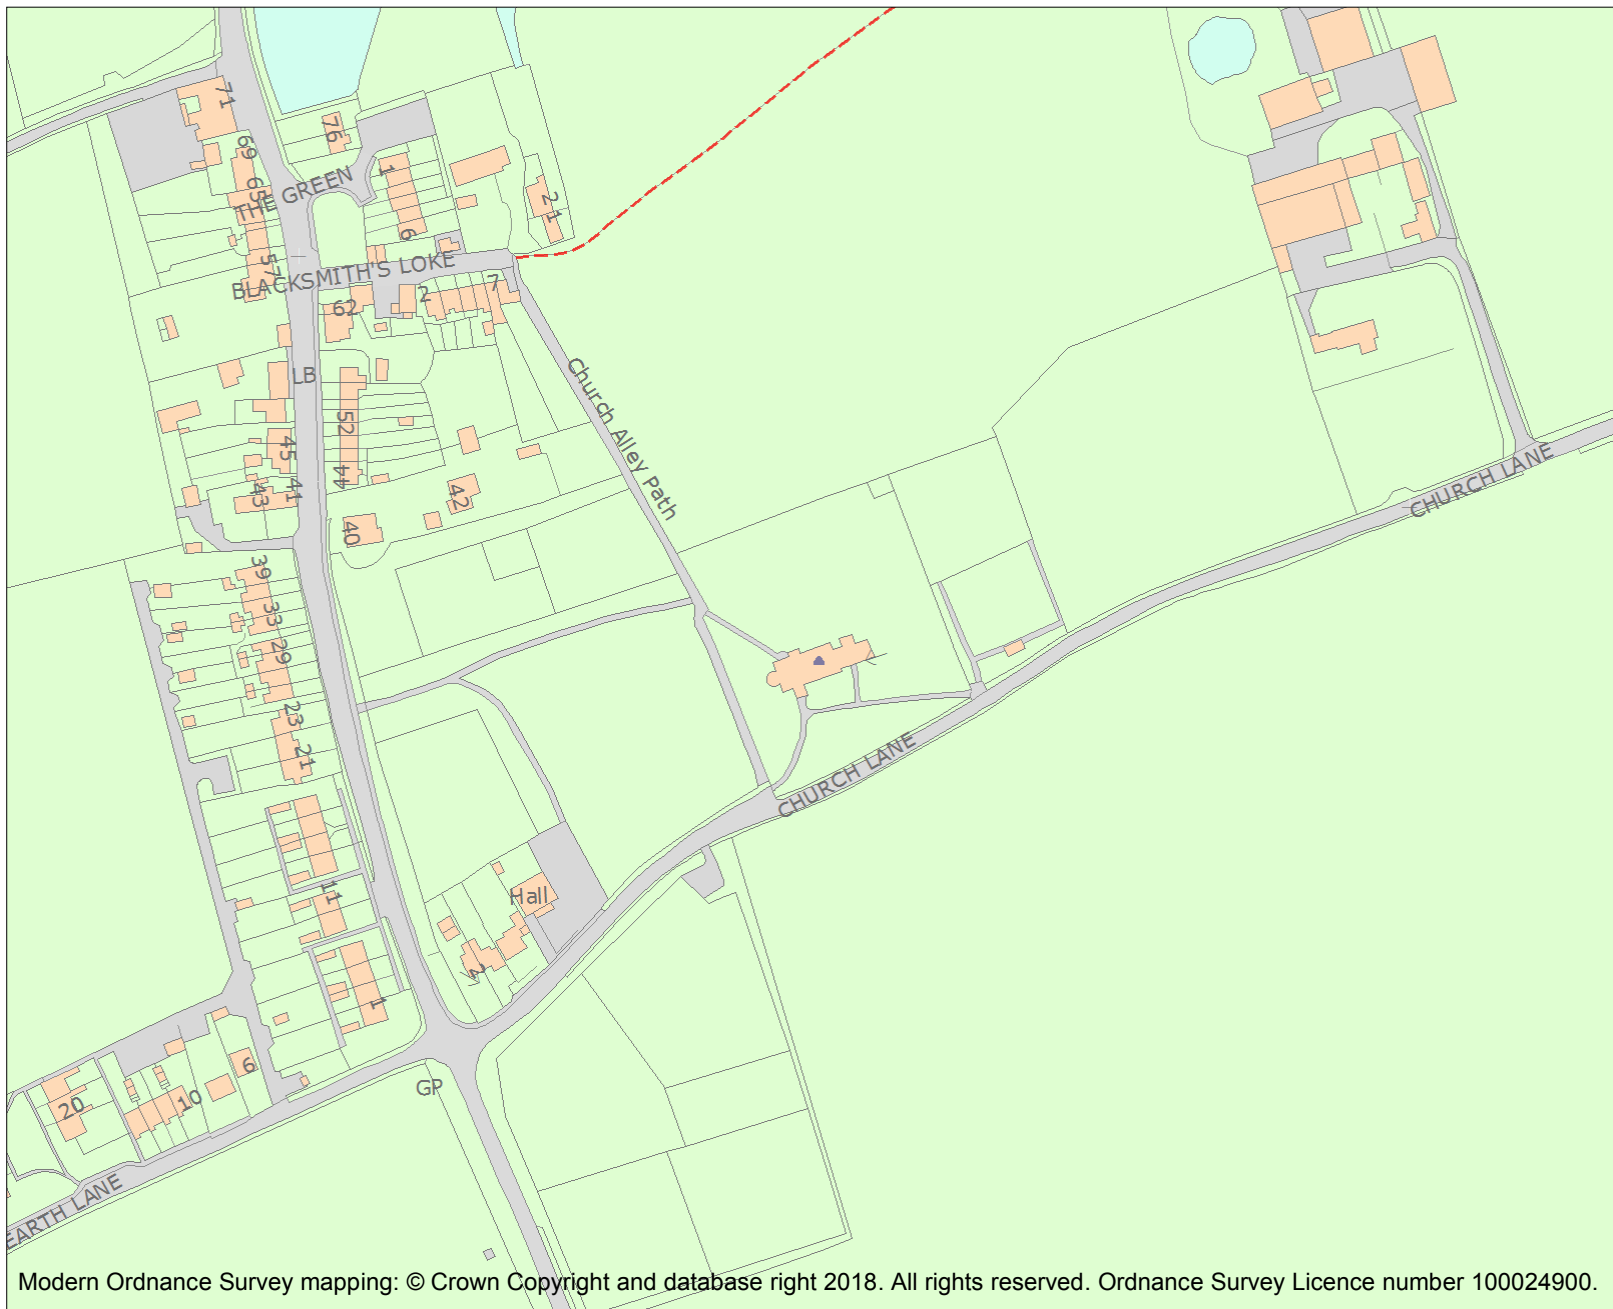 71
76
69
1
65
THE GREEN
21
6
57
BLACKSMITH'S LOKE
7
2
62
Church Alley Path
LB
52
45
44
CHURCH LANE
43
41
42
40
39
33
29
23
21
CHURCH LANE
11
Hall
2
1
GP
6
10
20
EARTH LANE
Modern Ordnance Survey mapping: © Crown Copyright and database right 2018. All rights reserved. Ordnance Survey Licence number 100024900.